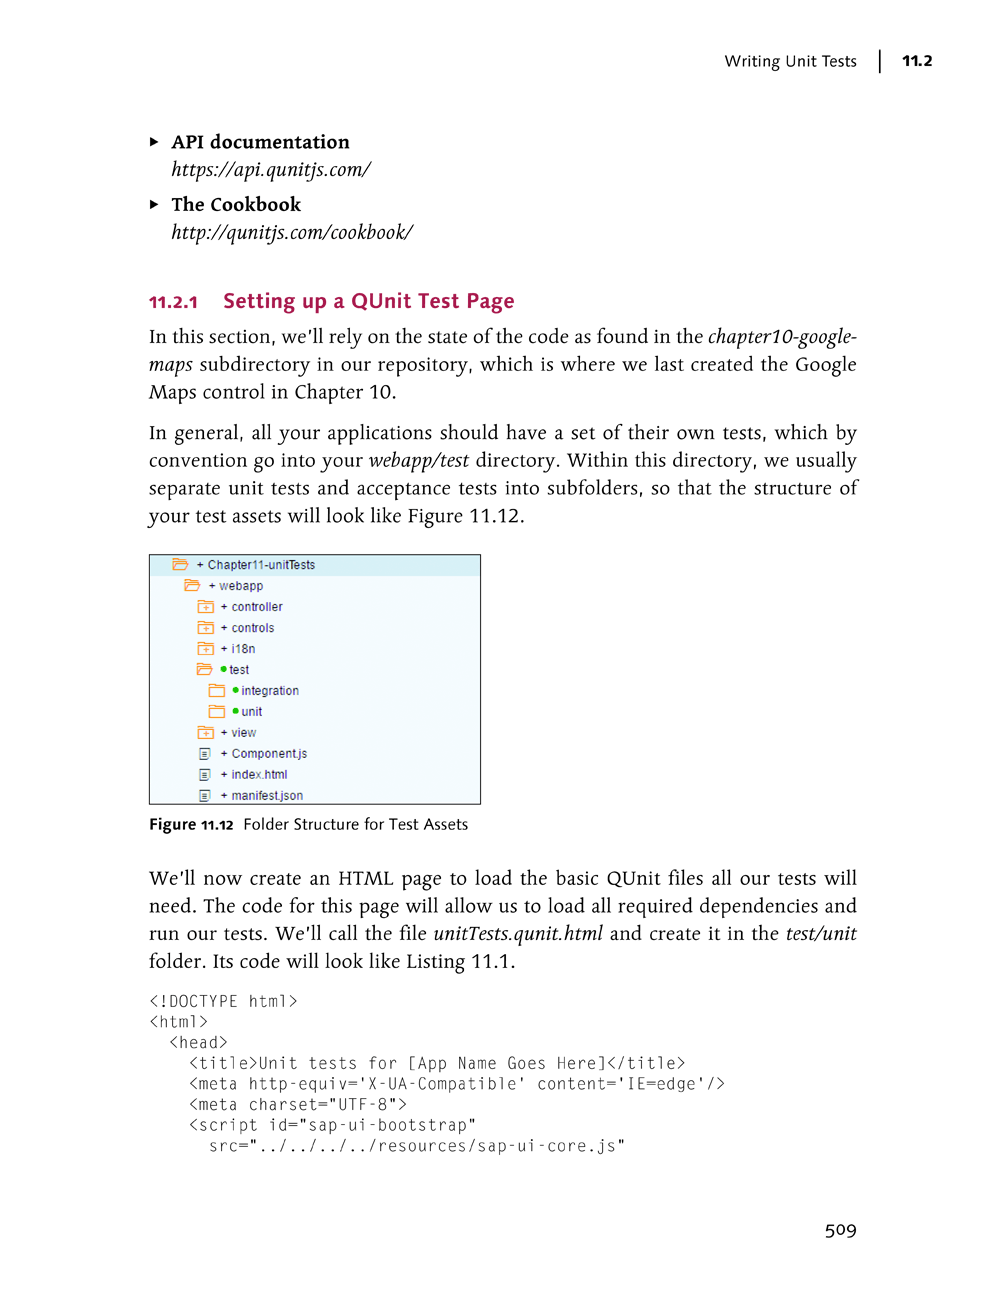 Writing Unit Tests | 11.2
▸ API documentation
https://api.qunitjs.com/
▸ The Cookbook
http://qunitjs.com/cookbook/
11.2.1 Setting up a QUnit Test Page
In this section, we'll rely on the state of the code as found in the chapter10-google-
maps subdirectory in our repository, which is where we last created the Google
Maps control in Chapter 10.
In general, all your applications should have a set of their own tests, which by
convention go into your webapp/test directory. Within this directory, we usually
separate unit tests and acceptance tests into subfolders, so that the structure of
your test assets will look like Figure 11.12.
+ Chapter11-unitTests
+ webapp
+ controller
+ controls
+ i18n
● test
● integration
● unit
+ view
+ Component.js
+ index.html
+ manifest.json
Figure 11.12 Folder Structure for Test Assets
We'll now create an HTML page to load the basic QUnit files all our tests will
need. The code for this page will allow us to load all required dependencies and
run our tests. We'll call the file unitTests.qunit.html and create it in the test/unit
folder. Its code will look like Listing 11.1.
<!DOCTYPE html>
<html>
<head>
<title>Unit tests for [App Name Goes Here]</title>
<meta http-equiv='X-UA-Compatible' content='IE=edge'/>
<meta charset="UTF-8">
<script id="sap-ui-bootstrap"
src="../../../../resources/sap-ui-core.js"
509